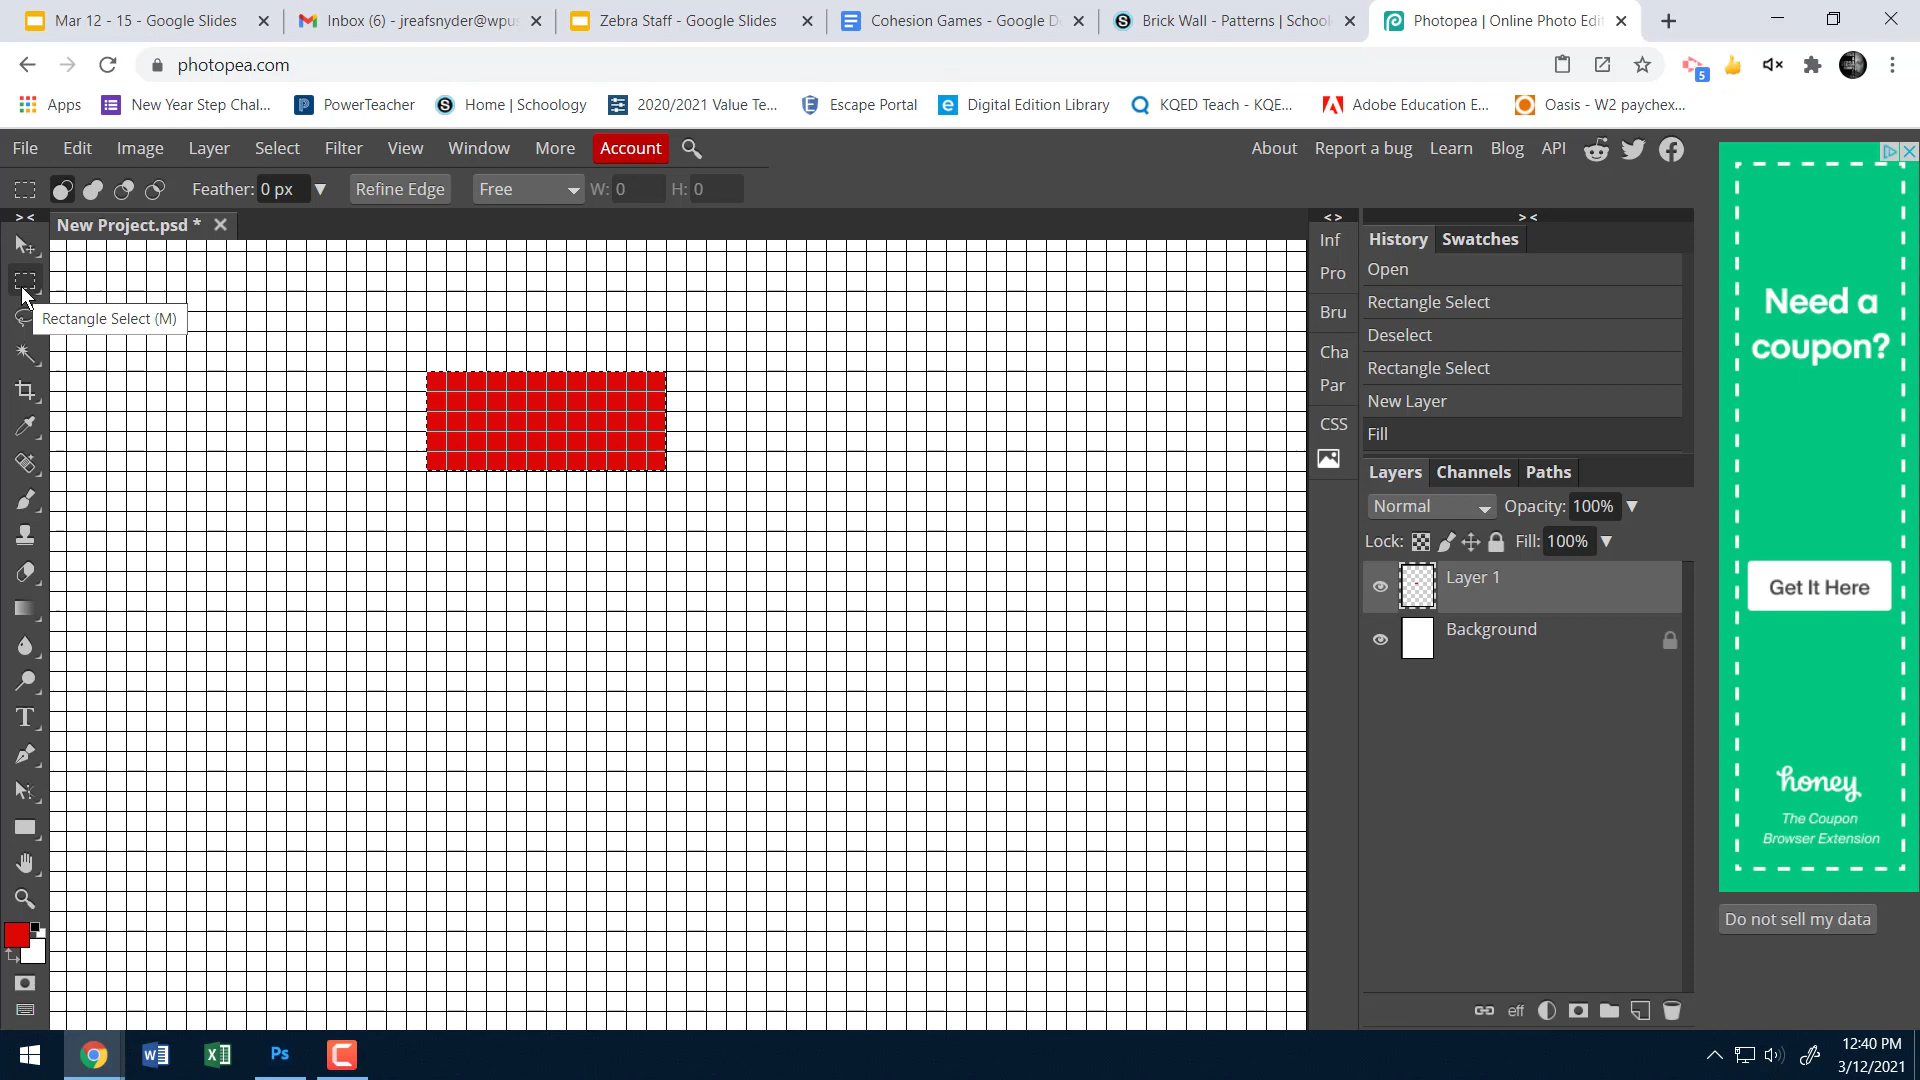 Mar 12 - 15 - Google Slides
Inbox (6) - jreafsnyder@wpus
Zebra Staff - Google Slides
Cohesion Games - Google D
Brick Wall - Patterns | School
Photopea | Online Photo Edit
photopea.com
5
Apps
New Year Step Chal...
PowerTeacher
Home | Schoology
2020/2021 Value Te...
Escape Portal
Digital Edition Library
KQED Teach - KQE...
Adobe Education E...
Oasis - W2 paychex...
File Edit Image Layer Select Filter View Window More Account
About Report a bug Learn Blog API
Feather: 0 px Refine Edge Free W: 0 H: 0
New Project.psd *
Rectangle Select (M)
Inf
Pro
Bru
Cha
Par
CSS
History Swatches
Open
Rectangle Select
Deselect
Rectangle Select
New Layer
Fill
Layers Channels Paths
Normal Opacity: 100%
Lock: Fill: 100%
Layer 1
Background
eff
Need a
coupon?
Get It Here
honey
The Coupon
Browser Extension
Do not sell my data
12:40 PM
3/12/2021